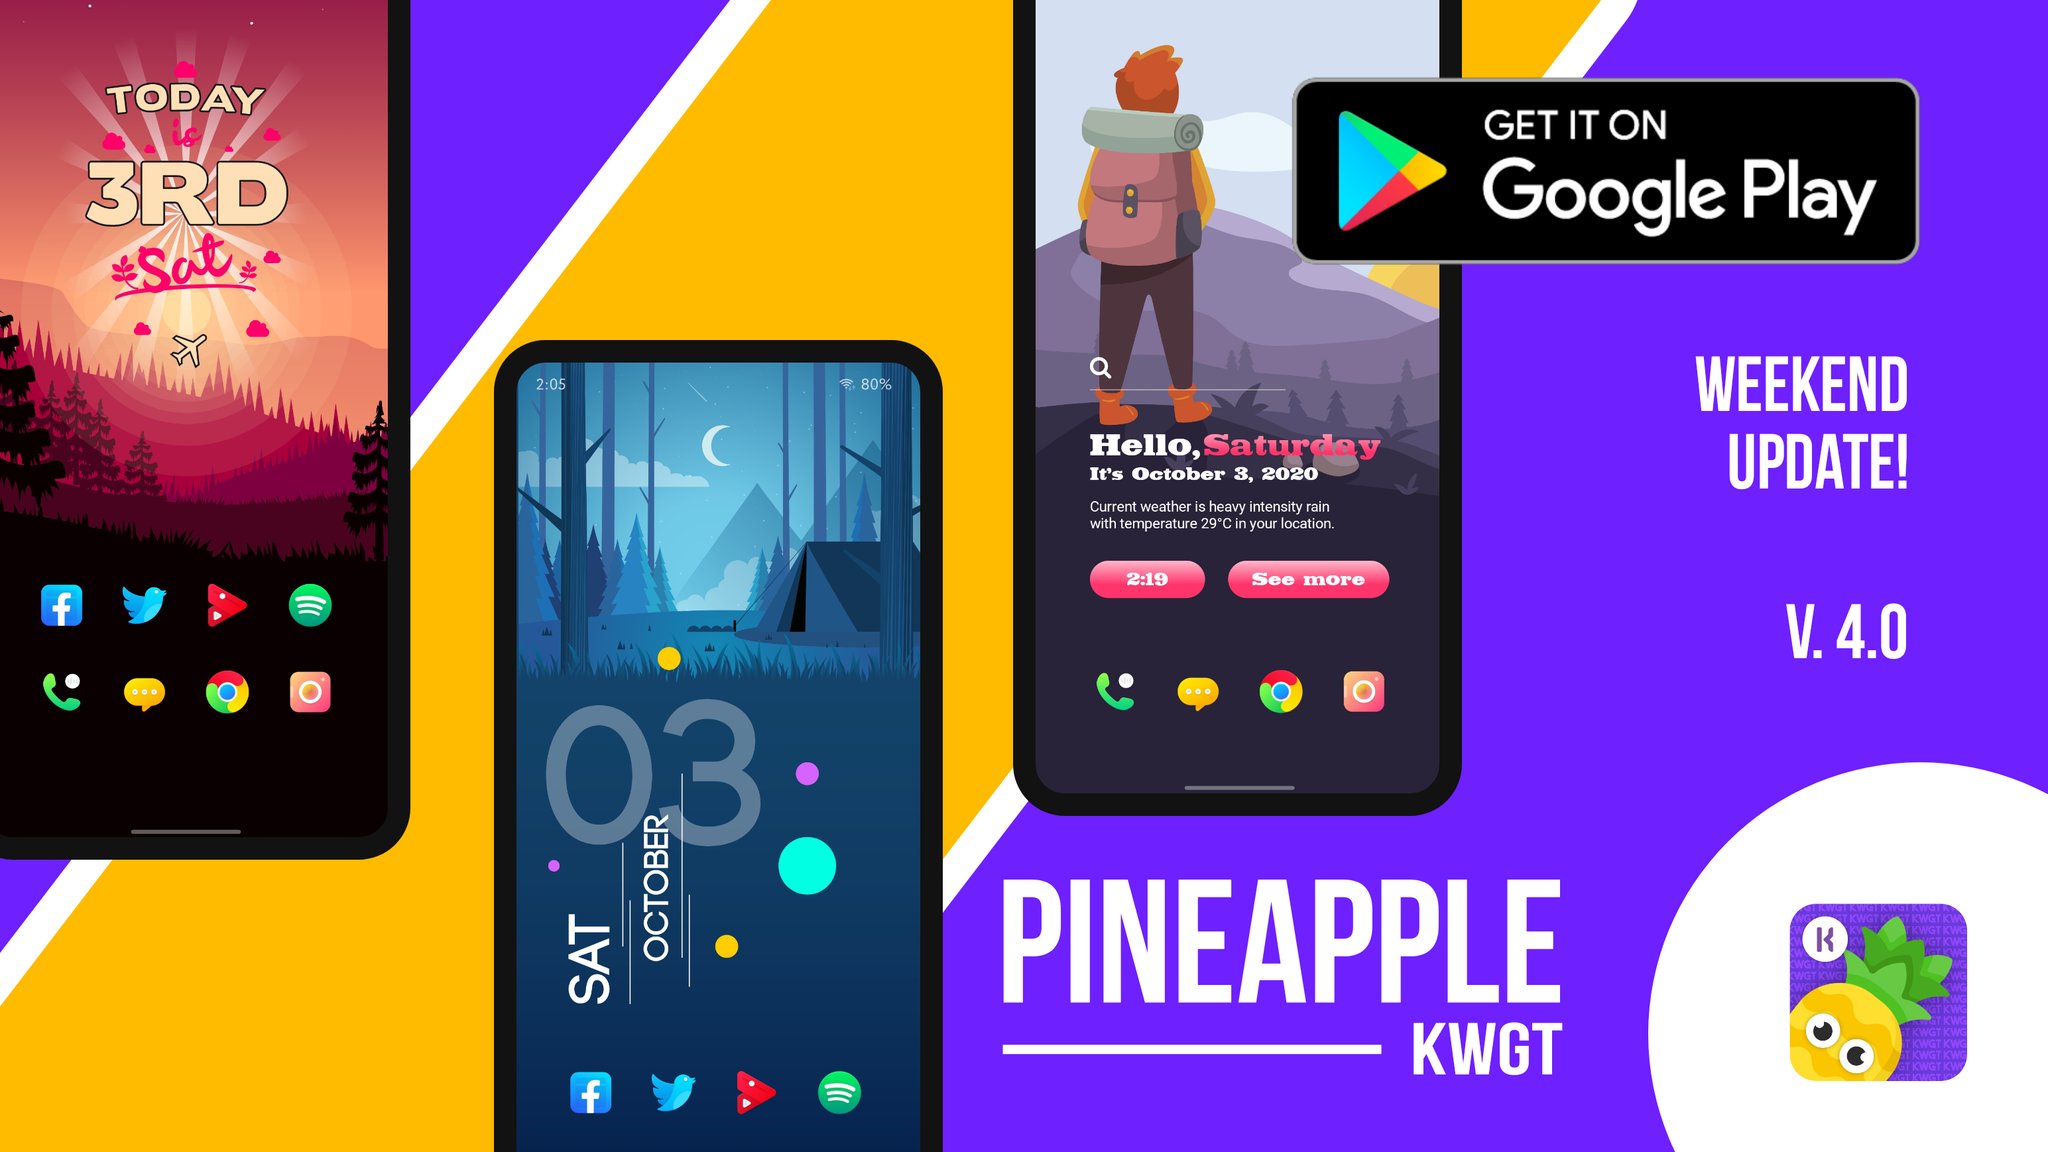 TODAY
is
3RD
Sat
2:05
80%
03
OCTOBER
SAT
Hello, Saturday
It's October 3, 2020
Current weather is heavy intensity rain
with temperature 29°C in your location.
2:19
See more
GET IT ON
Google Play
WEEKEND
UPDATE!
V. 4.0
PINEAPPLE
KWGT